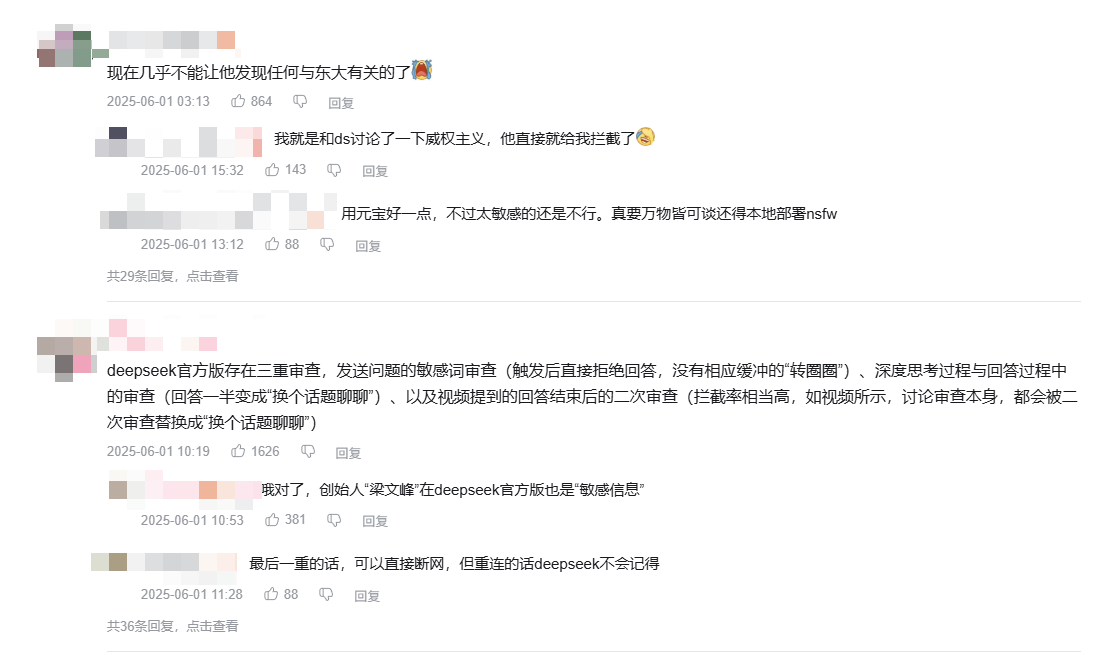 现在几乎不能让他发现任何与东大有关的了
2025-06-01 03:13 864 回复
我就是和ds讨论了一下威权主义，他直接就给我拦截了
2025-06-01 15:32 143 回复
用元宝好一点，不过太敏感的还是不行。真要万物皆可谈还得本地部署nsfw
2025-06-01 13:12 88 回复
共29条回复，点击查看
deepseek官方版存在三重审查，发送问题的敏感词审查（触发后直接拒绝回答，没有相应缓冲的“转圈圈”）、深度思考过程与回答过程中
的审查（回答一半变成“换个话题聊聊”）、以及视频提到的回答结束后的二次审查（拦截率相当高，如视频所示，讨论审查本身，都会被二
次审查替换成“换个话题聊聊”）
2025-06-01 10:19 1626 回复
哦对了，创始人“梁文峰”在deepseek官方版也是“敏感信息”
2025-06-01 10:53 381 回复
最后一重的话，可以直接断网，但重连的话deepseek不会记得
2025-06-01 11:28 88 回复
共36条回复，点击查看